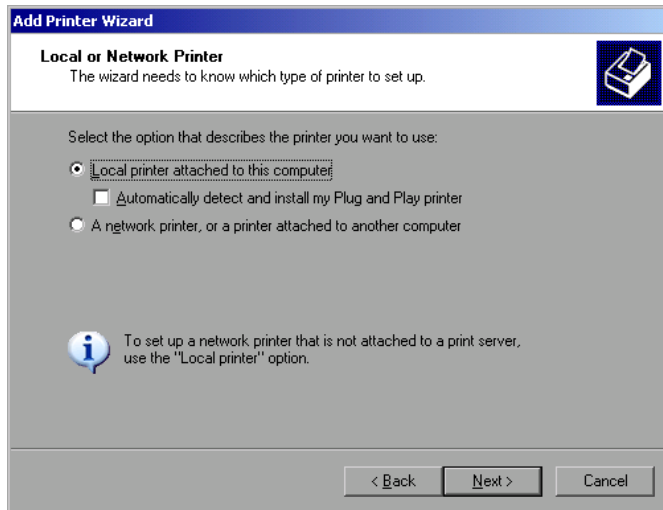 Add Printer Wizard
Local or Network Printer
The wizard needs to know which type of printer to set up.
Select the option that describes the printer you want to use:
Local printer attached to this computer
Automatically detect and install my Plug and Play printer
A network printer, or a printer attached to another computer
To set up a network printer that is not attached to a print server,
use the "Local printer" option.
< Back Next > Cancel